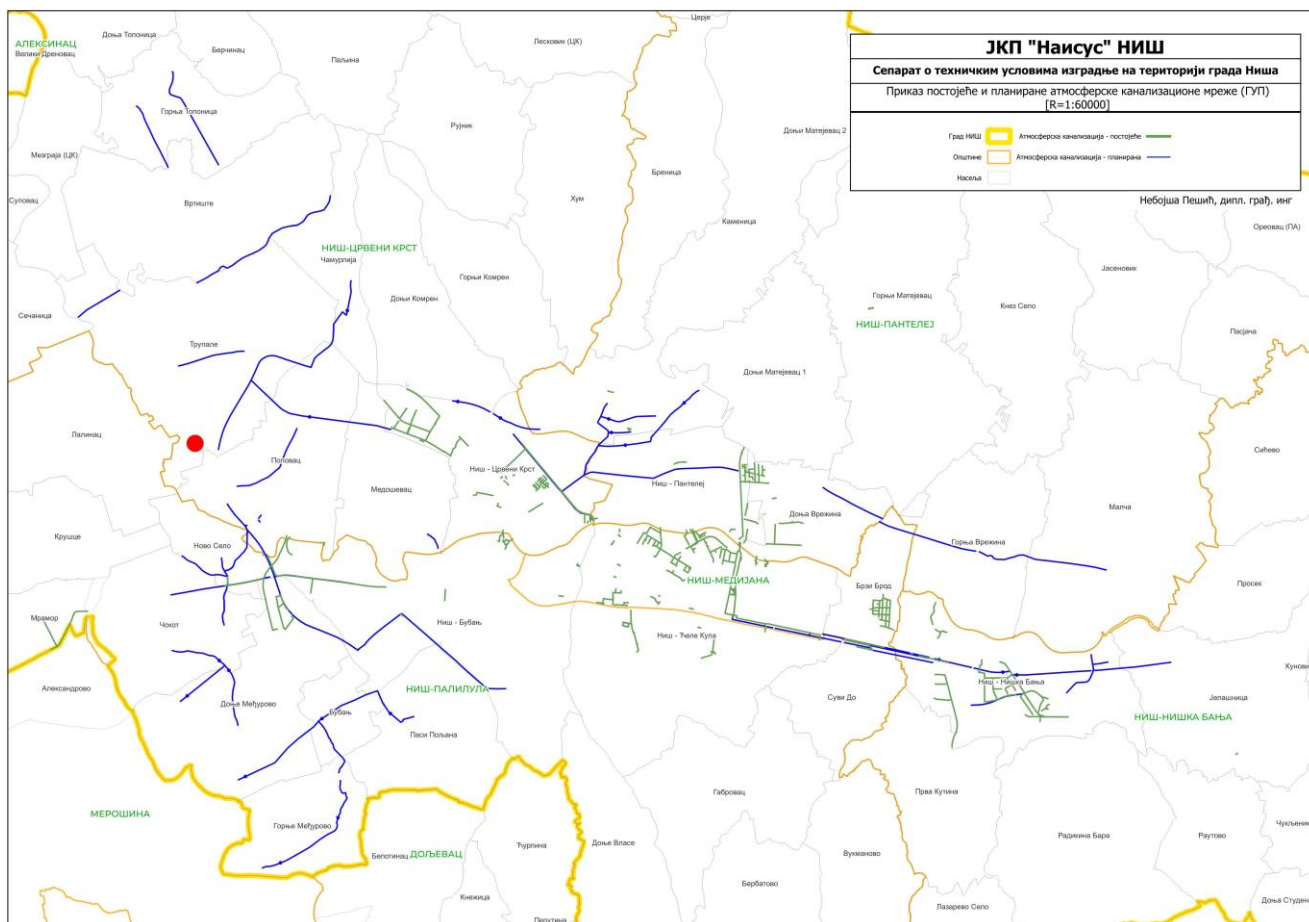 ЈКП "Наисус" НИШ
Сепарат о техничким условима изградње на територији града Ниша
Приказ постојеће и планиране атмосферске канализационе мреже (ГУП)
[R=1:60000]
Град НИШ
Атмосферска канализација - постојеће
Општине
Атмосферска канализација - планирана
Насеља
Небојша Пешић, дипл. грађ. инг
Церје
Доња Топоница
АЛЕКСИНАЦ
Велики Дреновац
Берчинац
Паљина
Лесковик (ЦК)
Горња Топоница
Рујник
Доњи Матејевац 2
Мезграја (ЦК)
Бреница
Суповац
Вртиште
Хум
Каменица
Ореовац (ПА)
НИШ-ЦРВЕНИ КРСТ
Чамурлија
Јасеновик
Горњи Комрен
Доњи Комрен
Горњи Матејевац
Кнез Село
Сечаница
НИШ-ПАНТЕЛЕЈ
Пасјача
Трупале
Доњи Матејевац 1
Лалинац
Сићево
Поповац
Ниш - Црвени Крст
Медошевац
Ниш - Пантелеј
Малча
Доња Врежина
Крушце
Ново Село
Горња Врежина
НИШ-МЕДИЈАНА
Брзи Брод
Просек
Мрамор
Чокот
Ниш - Бубањ
Ниш - Ћеле Кула
Кунови
Александрово
НИШ-ПАЛИЛУЛА
Ниш - Нишка Бања
Суви До
Јелашница
Доње Међурово
Бубањ
НИШ-НИШКА БАЊА
Паси Пољана
Габровац
Прва Кутина
МЕРОШИНА
Горње Међурово
Чукљеник
Радикина Бара
Раутово
Ћурлина
Доње Власе
Белотинац
ДОЉЕВАЦ
Вукманово
Бербатово
Кнежица
Доња Студен
Лазарево Село
Перутина